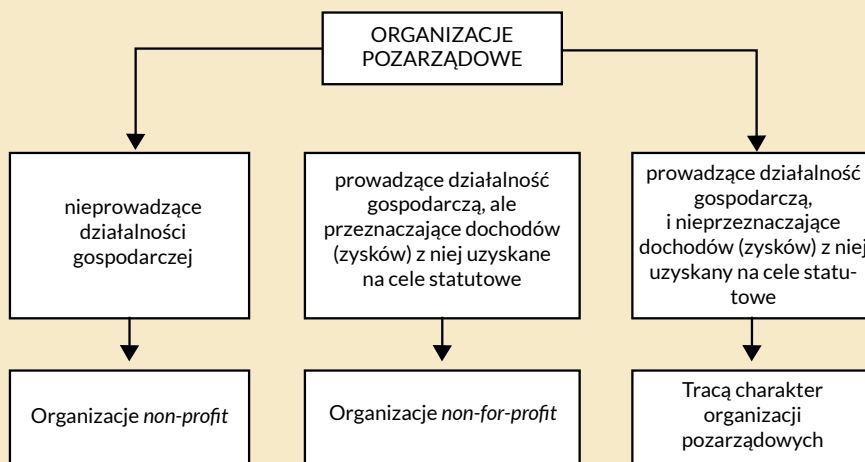 ORGANIZACJE
POZARZĄDOWE
nieprowadzące
działalności
gospodarczej
prowadzące działalność
gospodarczą, ale
przeznaczające dochodów
(zysków) z niej uzyskane
na cele statutowe
prowadzące działalność
gospodarczą,
i nieprzeznaczające
dochodów (zysków) z niej
uzyskany na cele statu-
towe
Organizacje non-profit
Organizacje non-for-profit
Tracą charakter
organizacji
pozarządowych